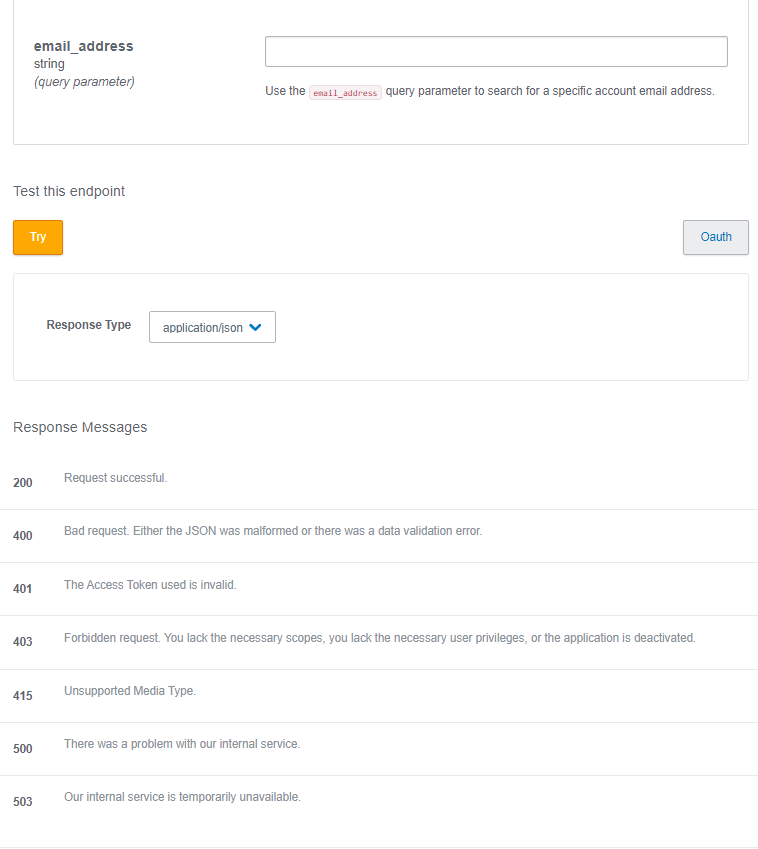 email_address
string
(query parameter)
Use the email_address query parameter to search for a specific account email address.
Test this endpoint
Try
Oauth
Response Type
application/json
Response Messages
200 Request successful.
400 Bad request. Either the JSON was malformed or there was a data validation error.
401 The Access Token used is invalid.
403 Forbidden request. You lack the necessary scopes, you lack the necessary user privileges, or the application is deactivated.
415 Unsupported Media Type.
500 There was a problem with our internal service.
503 Our internal service is temporarily unavailable.